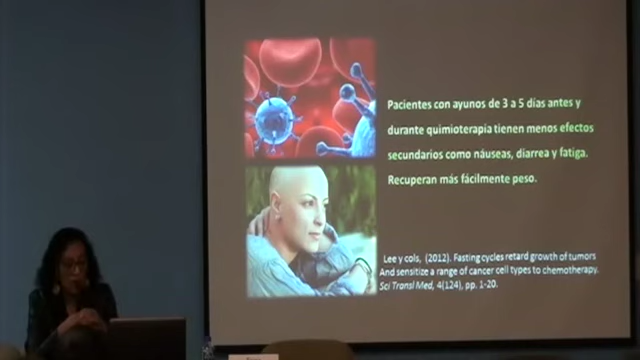 Pacientes con ayunos de 3 a 5 días antes y
durante quimioterapia tienen menos efectos
secundarios como náuseas, diarrea y fatiga.
Recuperan más fácilmente peso.
Lee y cols, (2012). Fasting cycles retard growth of tumors
And sensitize a range of cancer cell types to chemotherapy.
Sci Transl Med, 4(124), pp. 1-20.